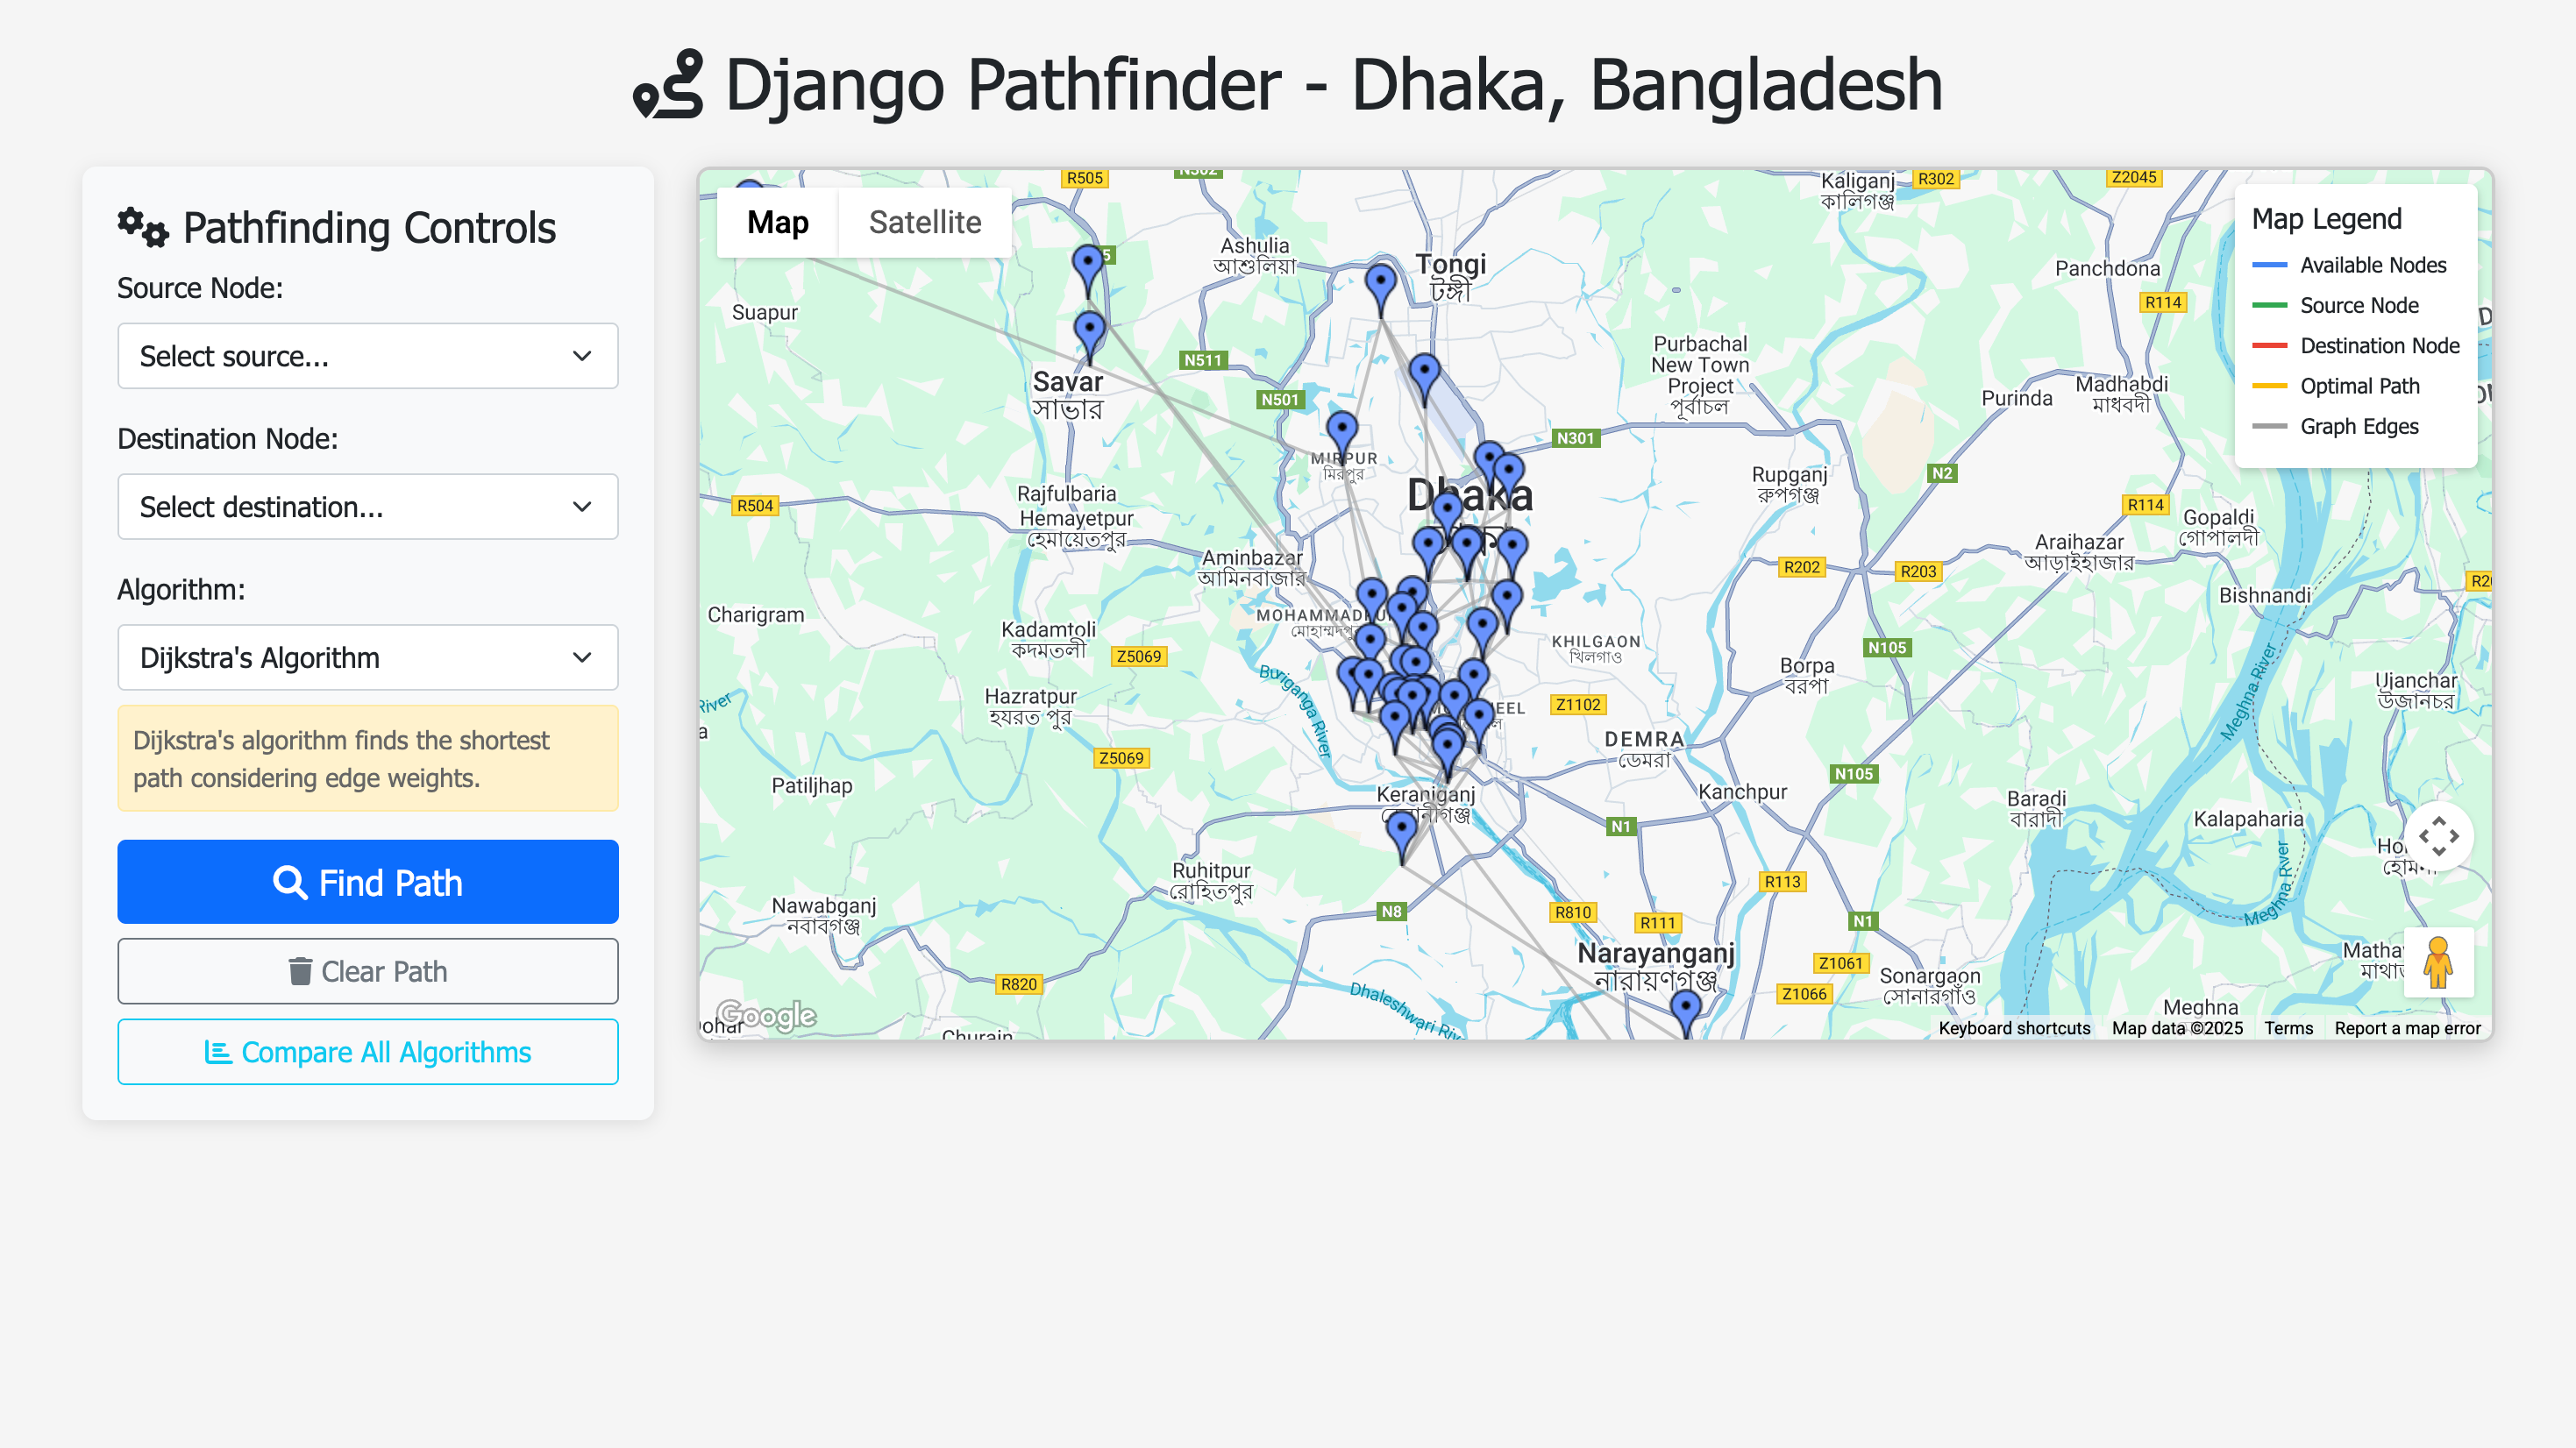 Django Pathfinder - Dhaka, Bangladesh
Pathfinding Controls
Source Node:
Select source...
Destination Node:
Select destination...
Algorithm:
Dijkstra's Algorithm
Dijkstra's algorithm finds the shortest
path considering edge weights.
Find Path
Clear Path
Compare All Algorithms
Map
Satellite
Map Legend
Available Nodes
Source Node
Destination Node
Optimal Path
Graph Edges
R505
N302
Kaliganj
কালিগঞ্জ
R302
Z2045
Ashulia
আশুলিয়া
Tongi
টঙ্গী
Panchdona
R114
Suapur
N511
Savar
সাভার
N501
Purbachal
New Town
Project
পূর্বাচল
Purinda
Madhabdi
মাধবদী
N301
MIRPUR
মিরপুর
Dhaka
N2
Rupganj
রুপগঞ্জ
R504
Rajfulbaria
Hemayetpur
হেমায়েতপুর
R114
Gopaldi
গোপালদী
Aminbazar
আমিনবাজার
R202
R203
Araihazar
আড়াইহাজার
Bishnandi
Charigram
Kadamtoli
কদমতলী
Z5069
KHILGAON
খিলগাও
N105
Borpa
বরপা
Buriganga River
Meghna River
Ujanchar
উজানচর
River
Hazratpur
হযরত পুর
Z1102
DEMRA
ডেমরা
Z5069
Patiljhap
N105
Keraniganj
Kanchpur
Baradi
বারাদী
Kalapaharia
N1
Ruhitpur
রোহিতপুর
R113
Meghna River
Nawabganj
নবাবগঞ্জ
N8
R810
R111
N1
Narayanganj
নারায়ণগঞ্জ
Z1061
Sonargaon
সোনারগাঁও
R820
Dhaleshwari
Z1066
Meghna
Google
Churain
Keyboard shortcuts
Map data ©2025
Terms
Report a map error